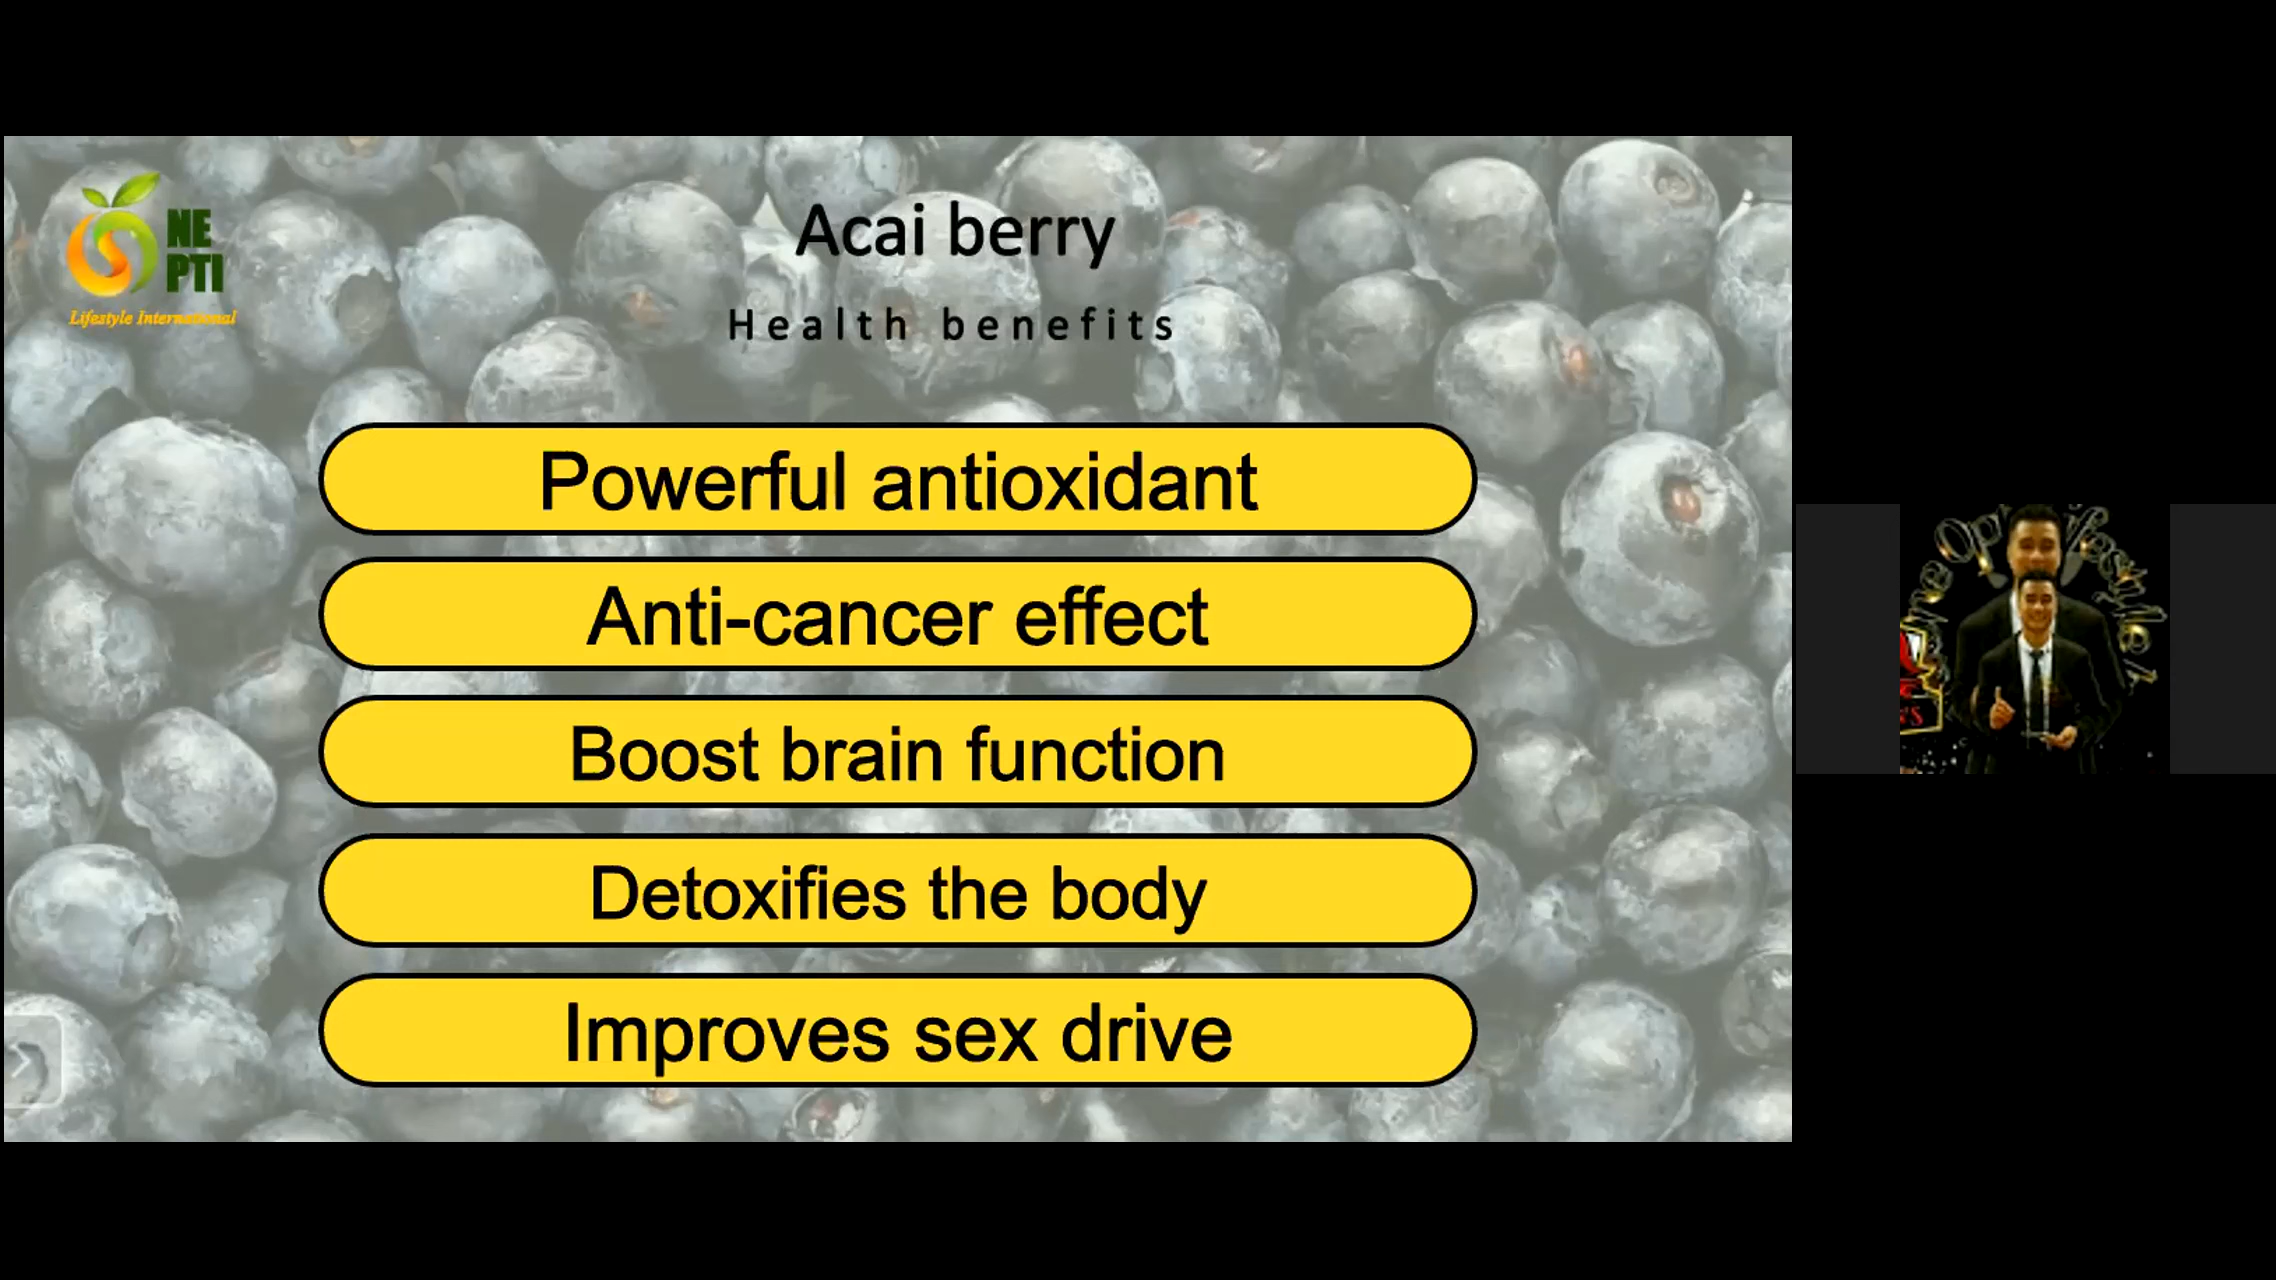 NE
PTI
Lifestyle International
Acai berry
Health benefits
Powerful antioxidant
Anti-cancer effect
Boost brain function
Detoxifies the body
Improves sex drive